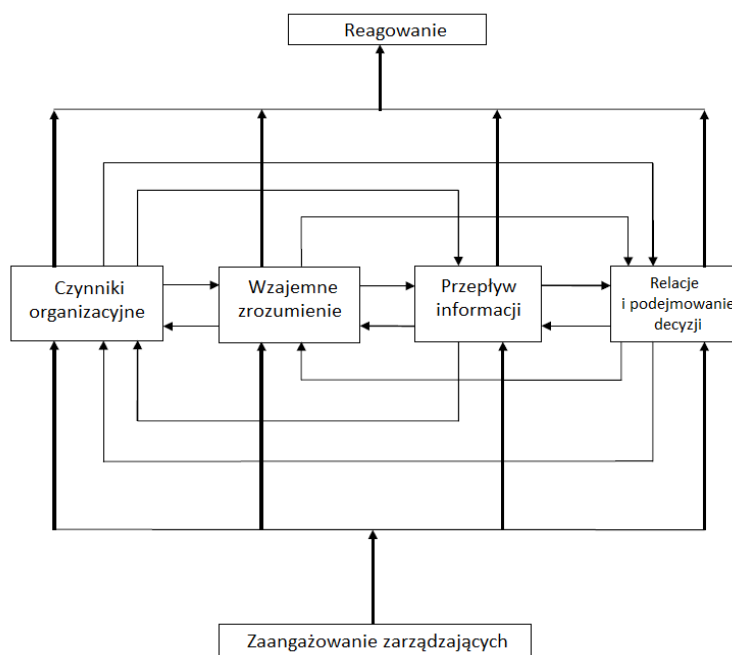 Reagowanie
Czynniki
organizacyjne
Wzajemne
zrozumienie
Przepływ
informacji
Relacje
i podejmowanie
decyzji
Zaangażowanie zarządzających